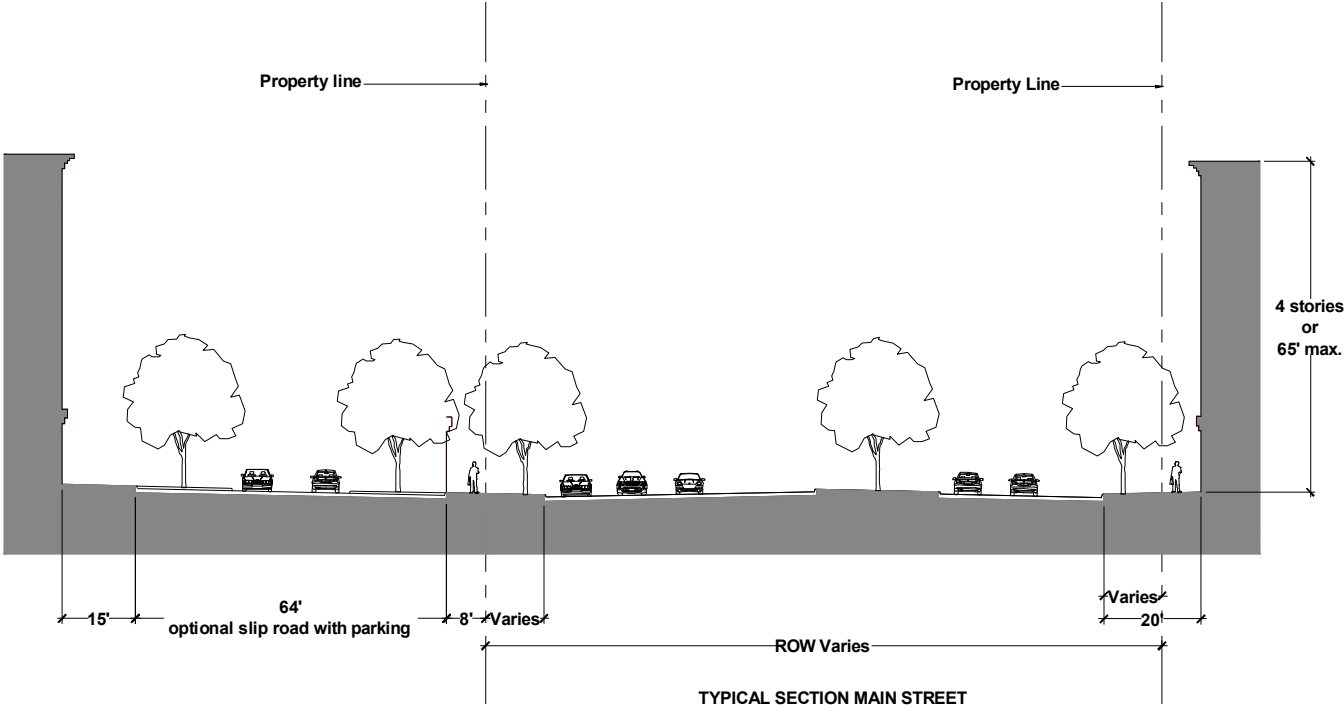 Property line
Property Line
4 stories
or
65' max.
15'
64'
optional slip road with parking
8'
Varies
Varies
20'
ROW Varies
TYPICAL SECTION MAIN STREET